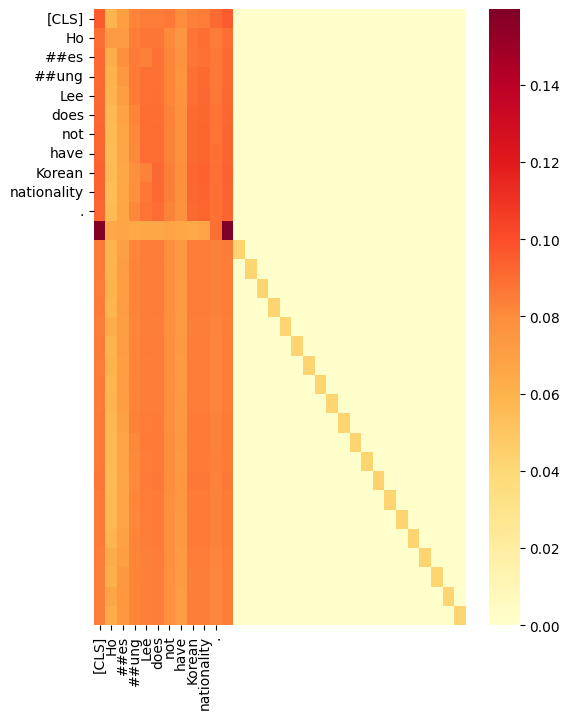 [CLS]
Ho
##es
##ung
Lee
does
not
have
Korean
nationality
.
0.14
0.12
0.10
0.08
0.06
0.04
0.02
0.00
[CLS]
Ho
##es
##ung
Lee
does
not
have
Korean
nationality
.